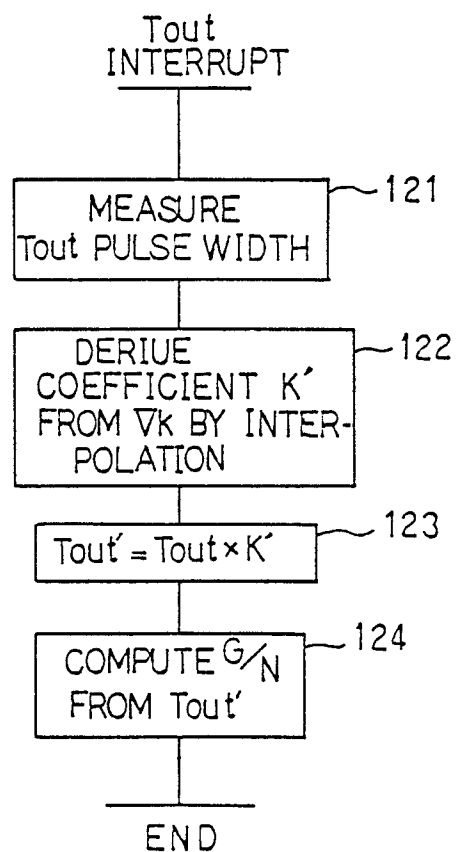 Tout
INTERRUPT
121
MEASURE
Tout PULSE WIDTH
122
DERIUE
COEFFICIENT K′
FROM ∇k BY INTER-
POLATION
123
Tout′ = Tout × K′
124
COMPUTE G/N
FROM Tout′
END